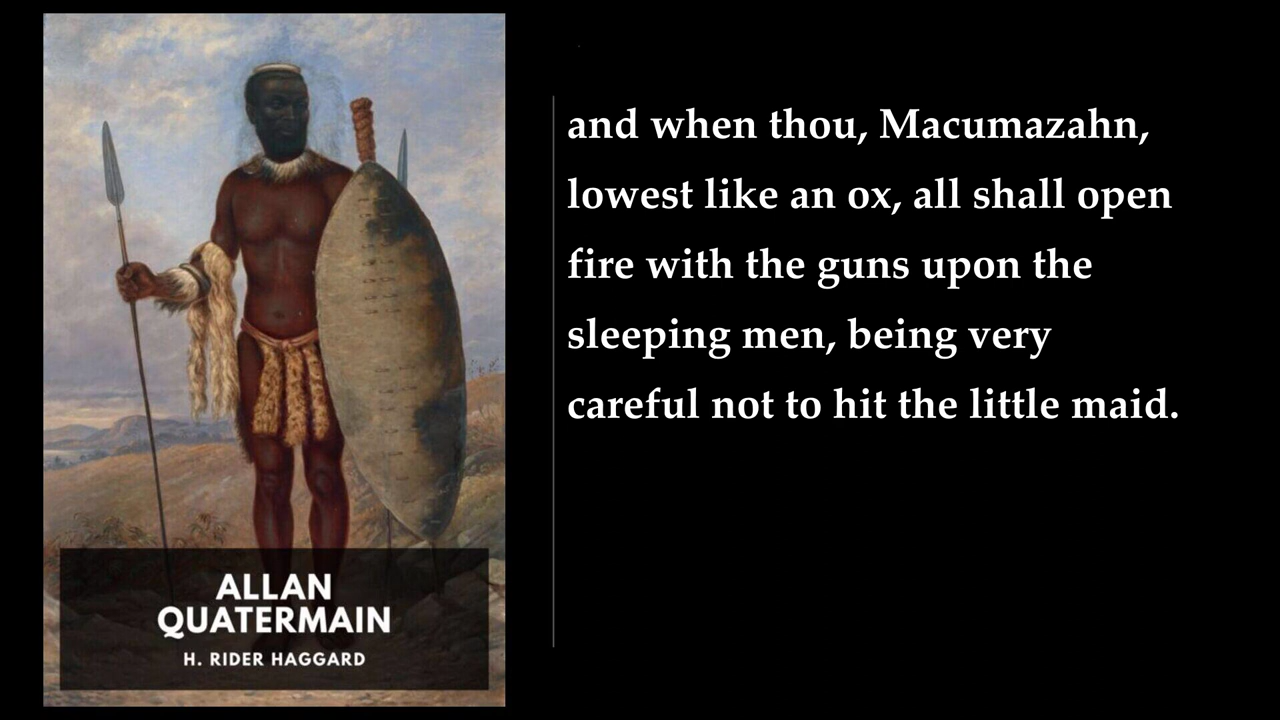 and when thou, Macumazahn,
lowest like an ox, all shall open
fire with the guns upon the
sleeping men, being very
careful not to hit the little maid.
ALLAN
QUATERMAIN
H. RIDER HAGGARD